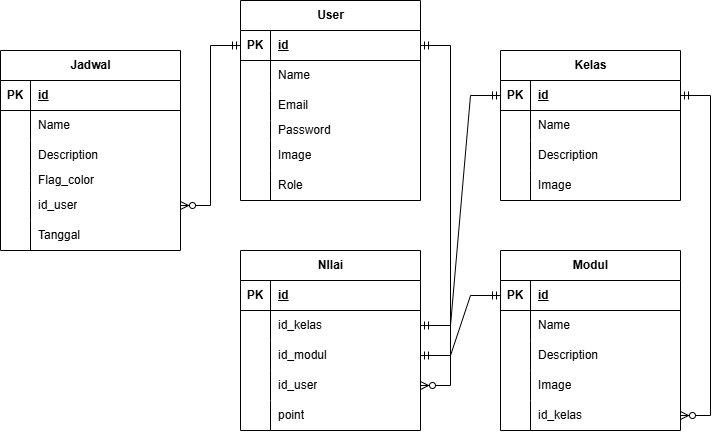 User
PK id
Name
Email
Password
Image
Role
Jadwal
PK id
Name
Description
Flag_color
id_user
Tanggal
Kelas
PK id
Name
Description
Image
NIlai
PK id
id_kelas
id_modul
id_user
point
Modul
PK id
Name
Description
Image
id_kelas